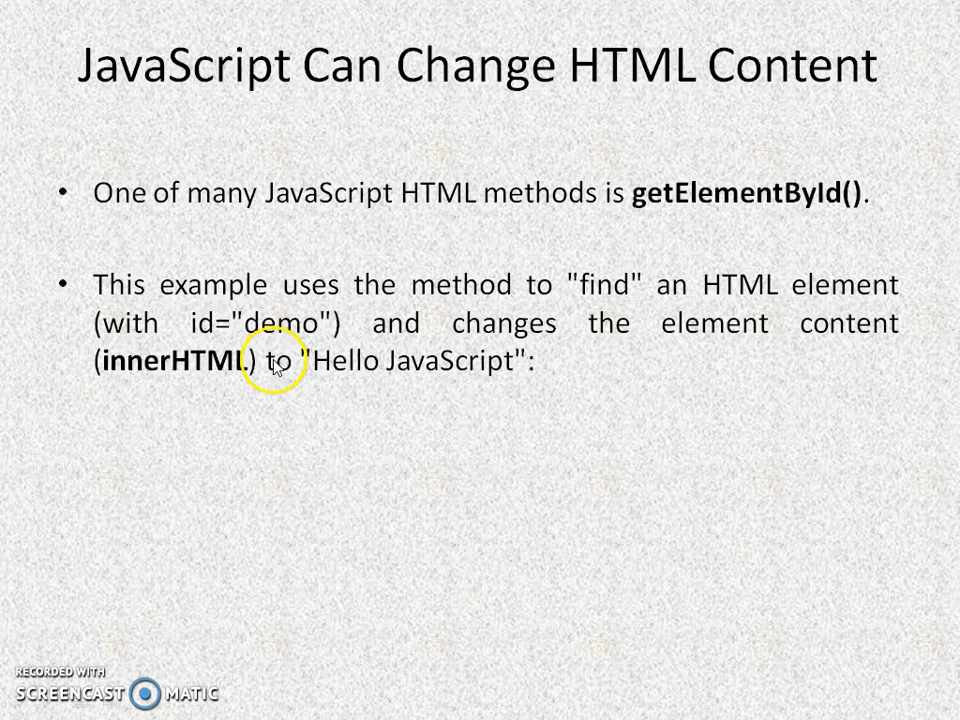 JavaScript Can Change HTML Content
• One of many JavaScript HTML methods is getElementById().
• This example uses the method to "find" an HTML element
(with id="demo") and changes the element content
(innerHTML) to "Hello JavaScript":
RECORDED WITH
SCREENCAST MATIC